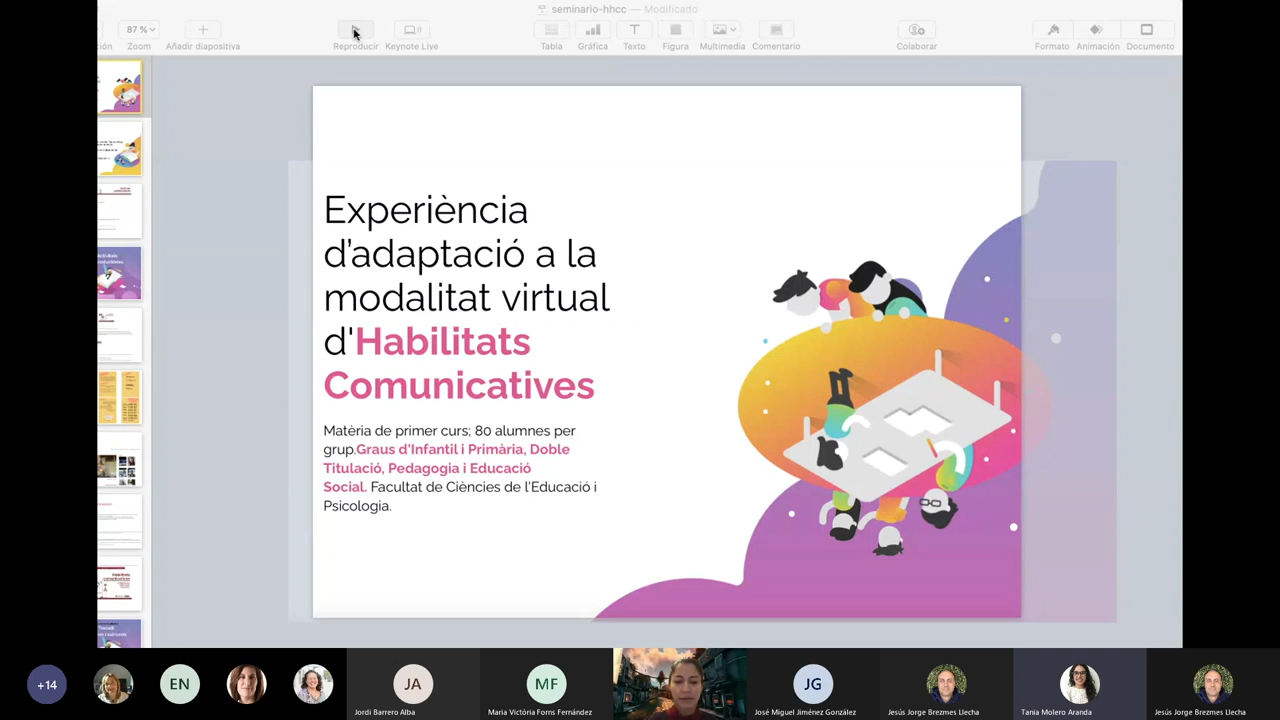 seminario-hhcc — Modificado
87 %
ción
Zoom
Añadir diapositiva
Reproducir
Keynote Live
Tabla
Gráfica
Texto
Figura
Multimedia
Comentario
Colaborar
Formato
Animación
Documento
Experiència
d'adaptació a la
modalitat virtual
d'Habilitats
Comunicatives
Matèria de primer curs; 80 alumnes per
grup.Graus d'Infantil i Primària, Doble
Titulació, Pedagogia i Educació
Social. Facultat de Ciències de l'Educació i
Psicologia.
+14
EN
JA
MF
JG
Jordi Barrero Alba
Maria Victòria Forns Fernández
José Miguel Jiménez González
Jesús Jorge Brezmes Llecha
Tania Molero Aranda
Jesús Jorge Brezmes Llecha